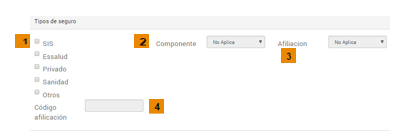 Tipos de seguro
1 SIS 2 Componente No Aplica Afiliacion No Aplica
Essalud 3
Privado
Sanidad
Otros
Código 4
afilicación